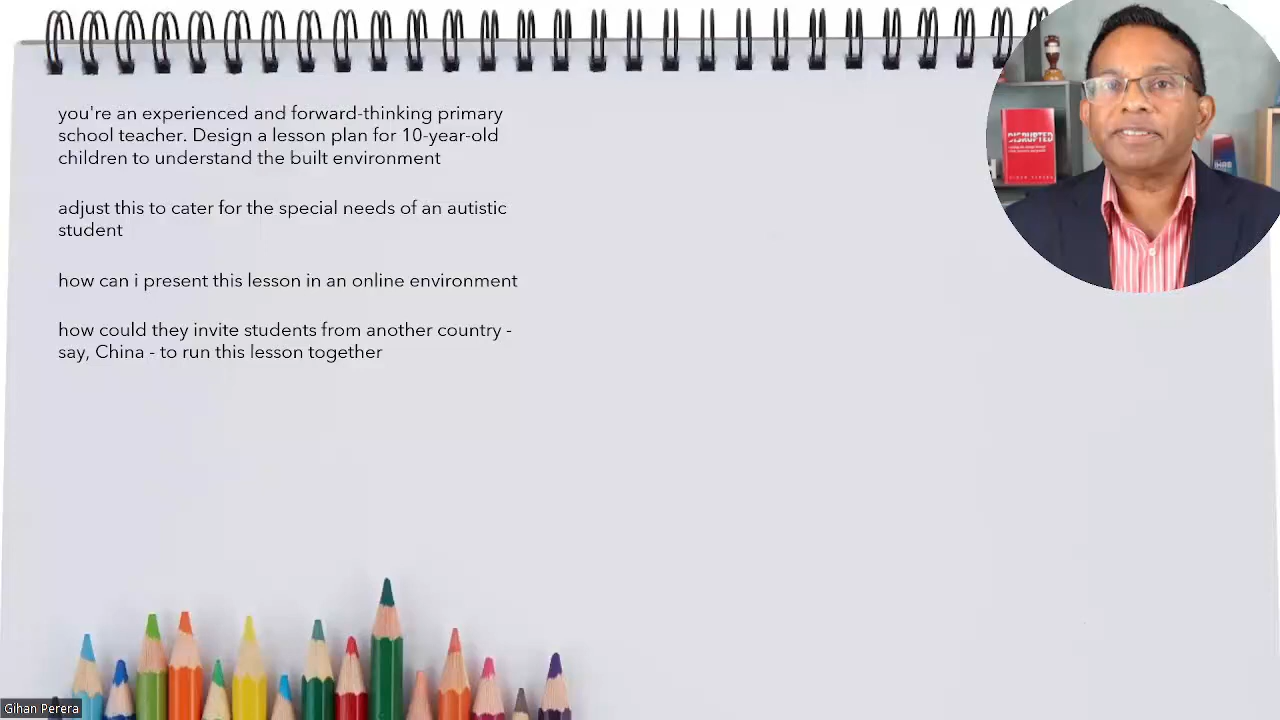 you're an experienced and forward-thinking primary
school teacher. Design a lesson plan for 10-year-old
children to understand the built environment
adjust this to cater for the special needs of an autistic
student
how can i present this lesson in an online environment
how could they invite students from another country -
say, China - to run this lesson together
DISRUPTED
Gihan Perera